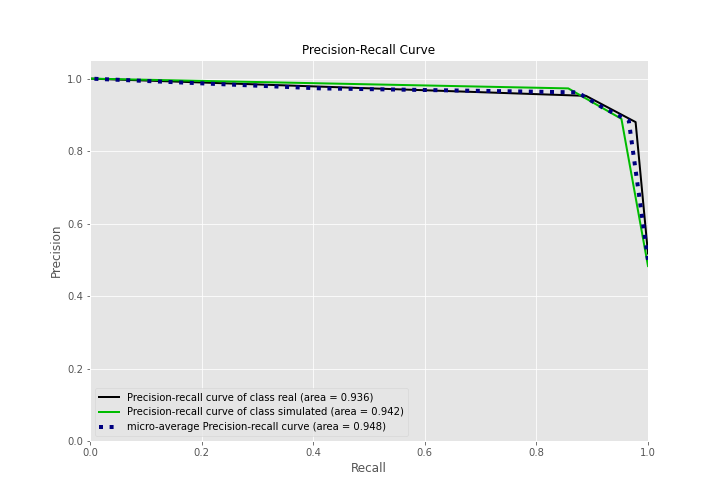 Precision-Recall Curve
1.0
0.8
0.6
0.4
0.2
0.0
Precision
Precision-recall curve of class real (area = 0.936)
Precision-recall curve of class simulated (area = 0.942)
micro-average Precision-recall curve (area = 0.948)
0.0 0.2 0.4 0.6 0.8 1.0
Recall